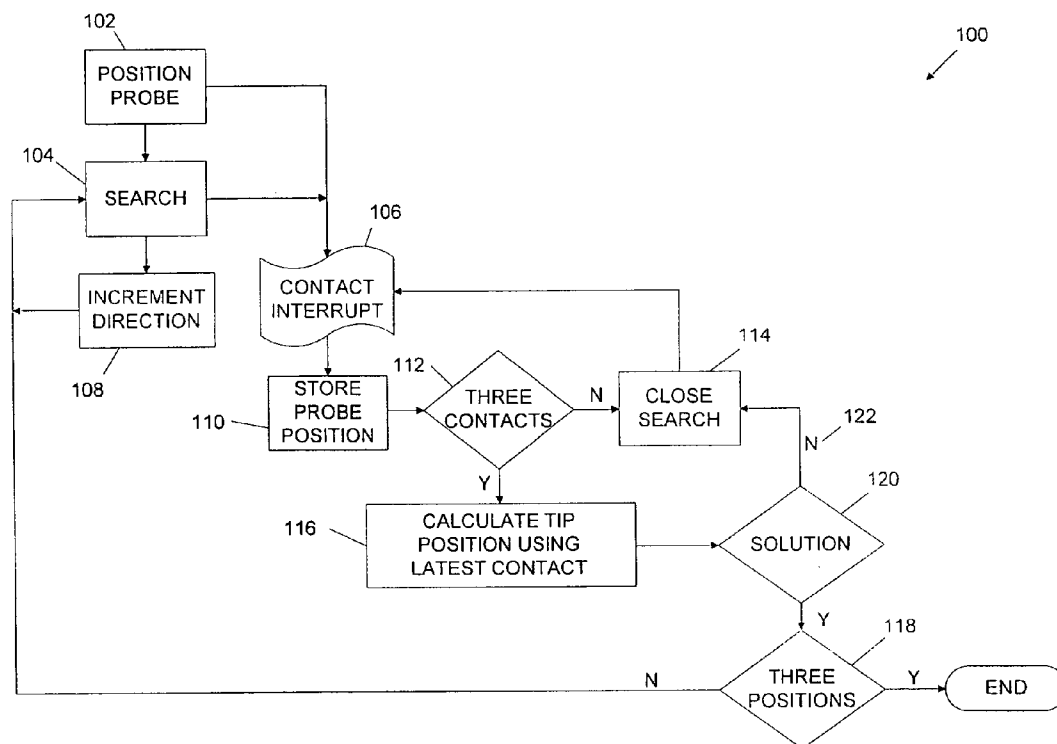 102
100
POSITION
PROBE
104
SEARCH
106
INCREMENT
DIRECTION
108
CONTACT
INTERRUPT
114
112
STORE
PROBE
POSITION
110
THREE
CONTACTS
N
CLOSE
SEARCH
N
122
Y
120
116
CALCULATE TIP
POSITION USING
LATEST CONTACT
SOLUTION
Y
118
N
THREE
POSITIONS
Y
END